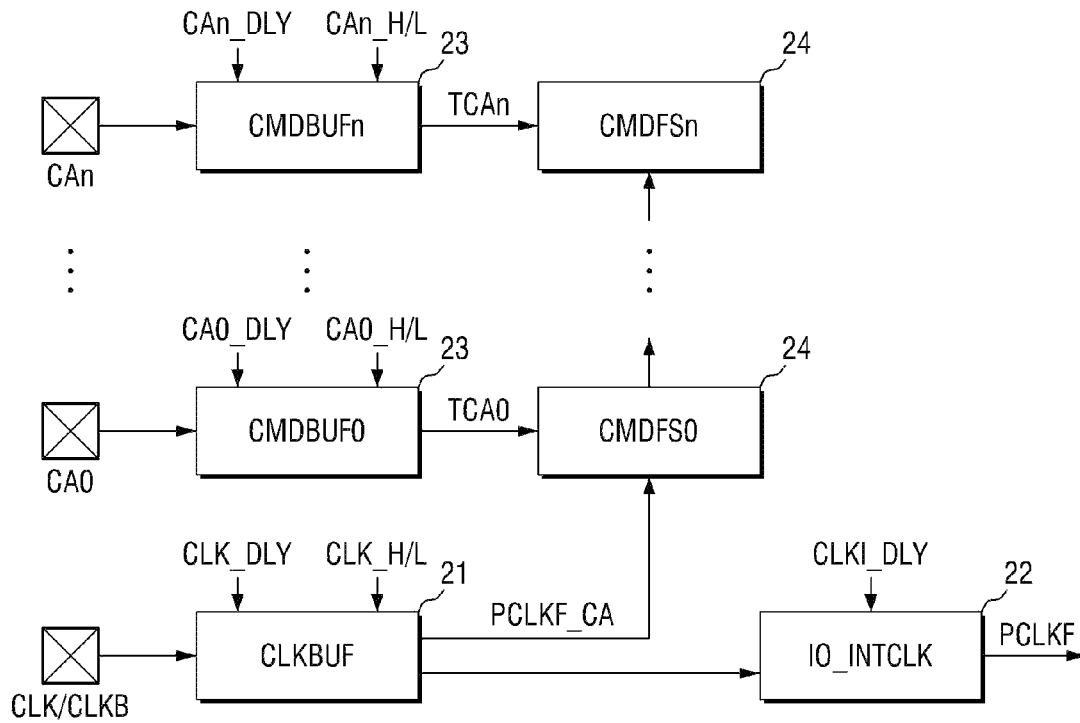 CAn_DLY CAn_H/L
23 24
CMDBUFn TCAn CMDFSn
CAn
CA0_DLY CA0_H/L
23 24
CMDBUF0 TCA0 CMDFS0
CA0
CLK_DLY CLK_H/L CLKI_DLY
21 22
PCLKF_CA
CLKBUF IO_INTCLK PCLKF
CLK/CLKB